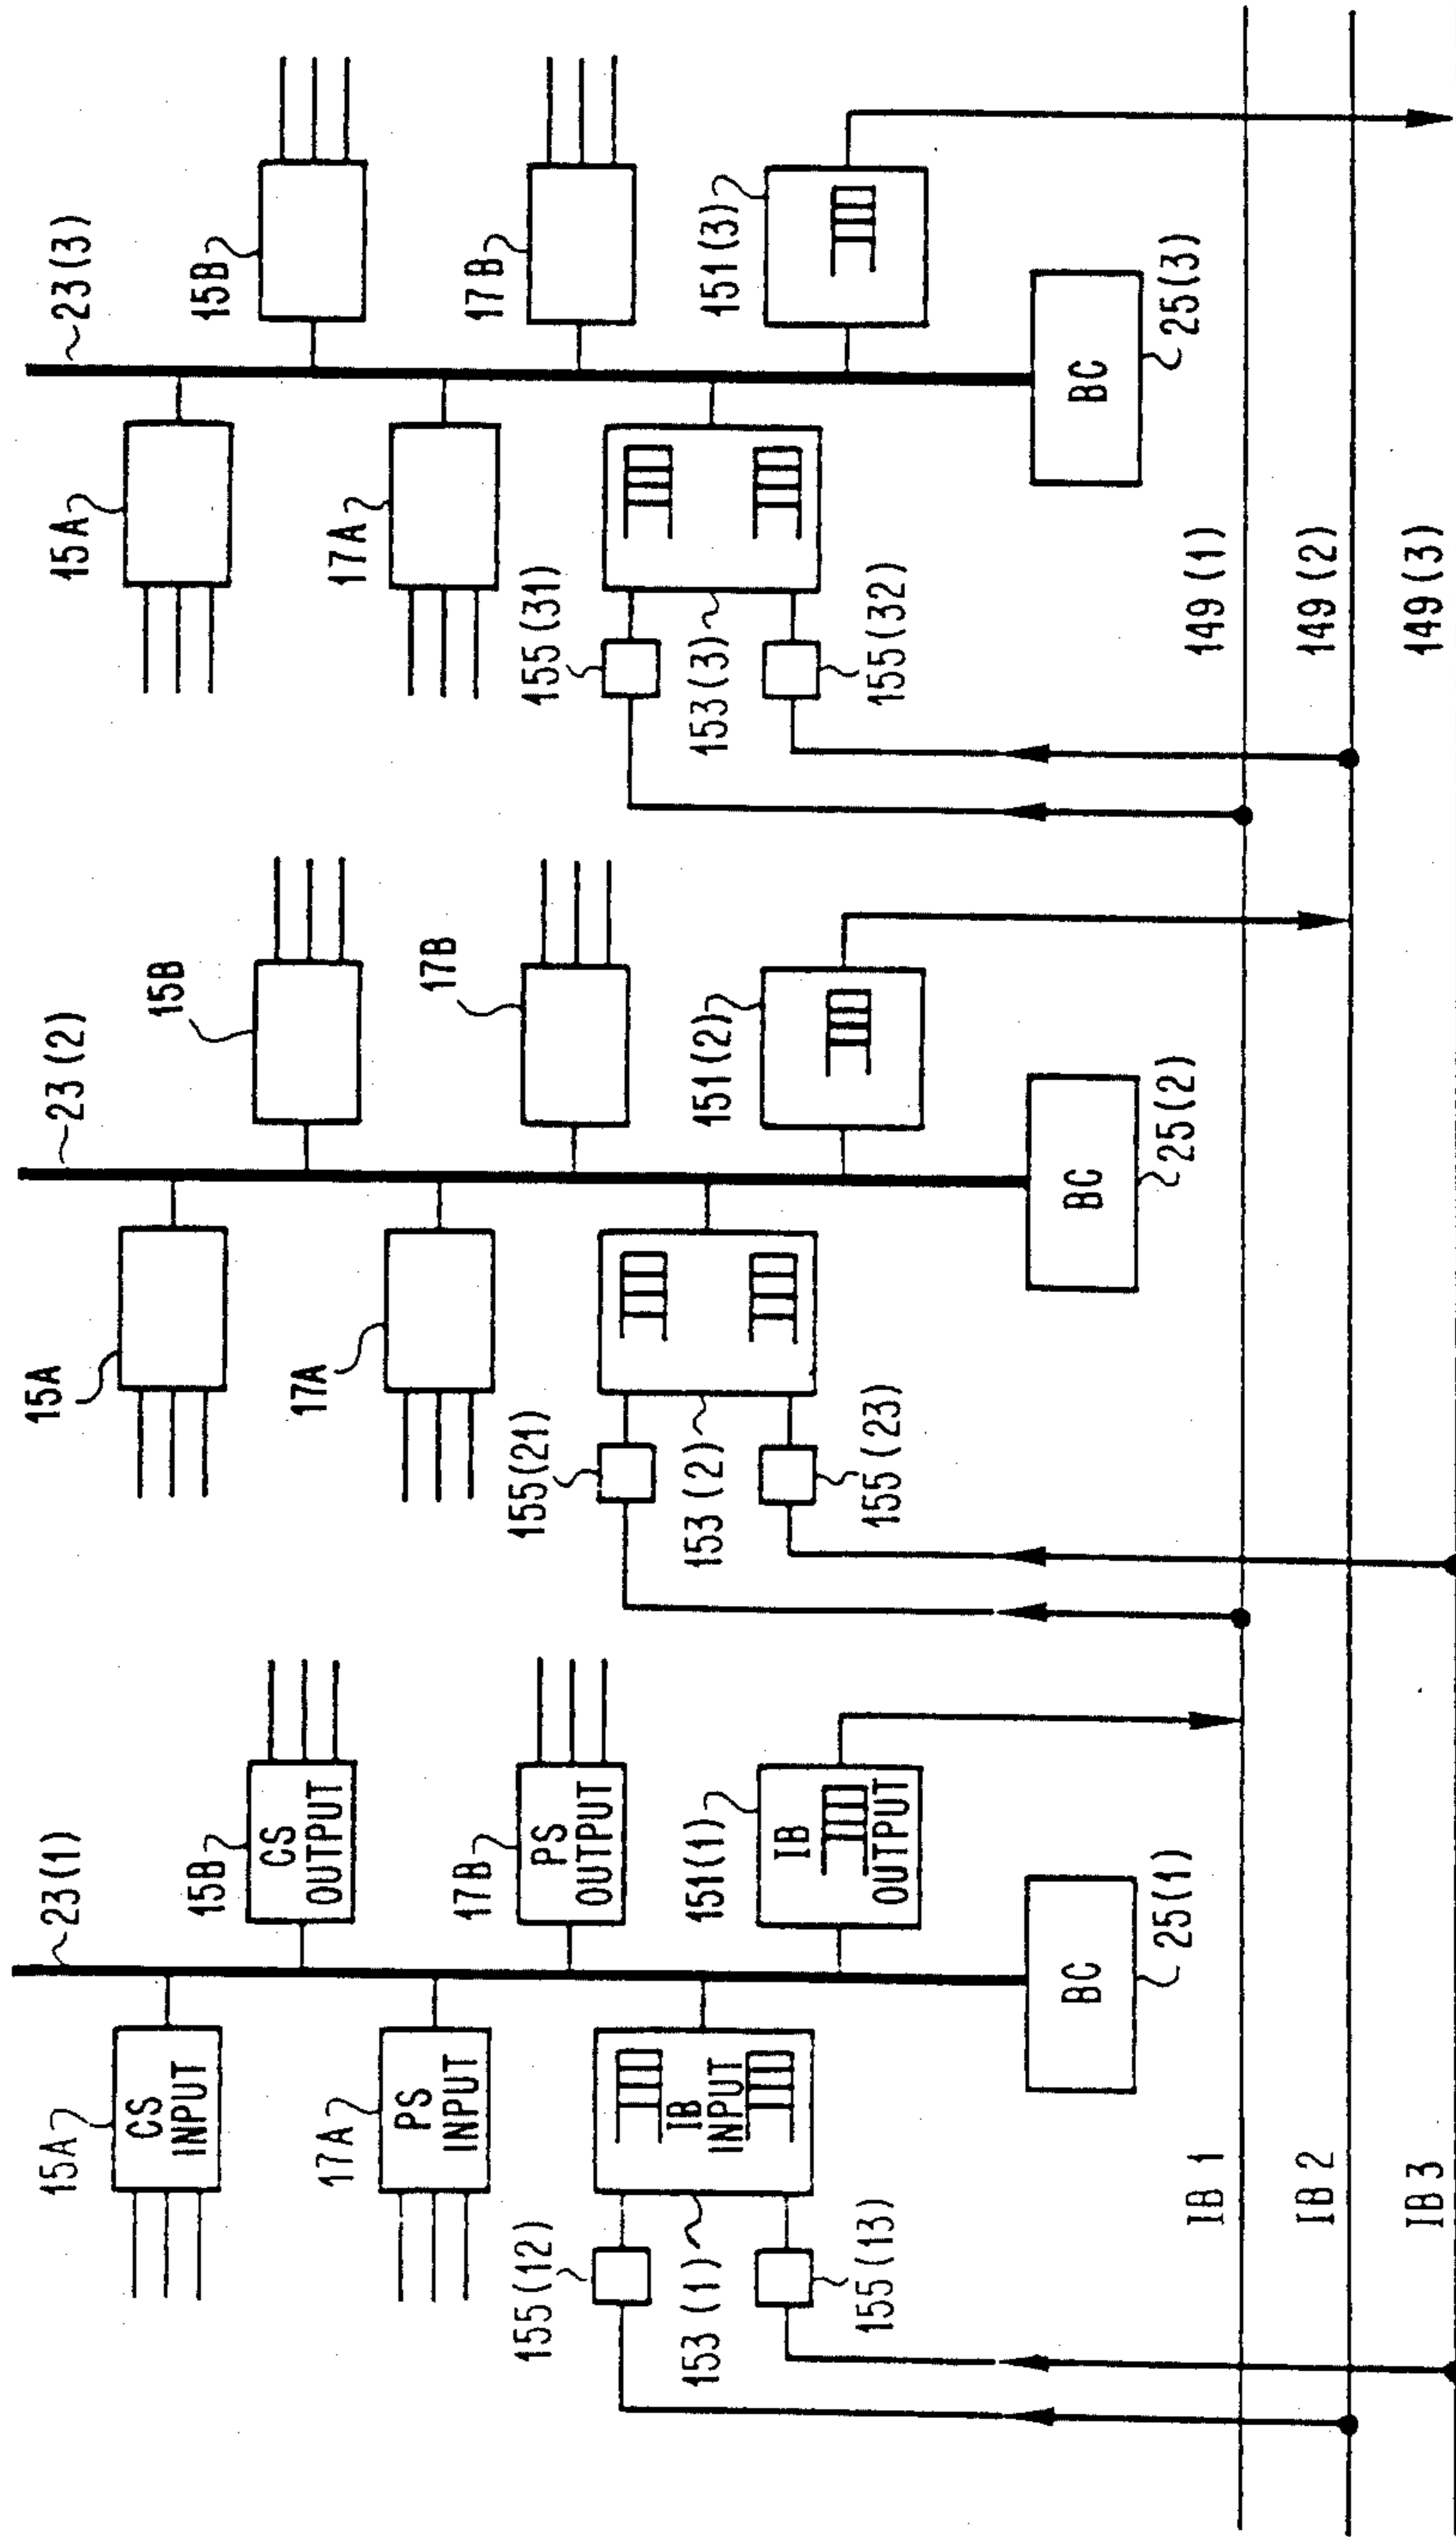 23(1)
15A
CS
INPUT
15B
CS
OUTPUT
17A
PS
INPUT
17B
PS
OUTPUT
155(12)
153(1)
155(13)
IB
INPUT
151(1)
IB
OUTPUT
BC
25(1)
23(2)
15A
15B
17A
17B
155(21)
153(2)
155(23)
151(2)
BC
25(2)
23(3)
15A
15B
17A
17B
155(31)
153(3)
155(32)
151(3)
BC
25(3)
IB 1
149(1)
IB 2
149(2)
IB 3
149(3)